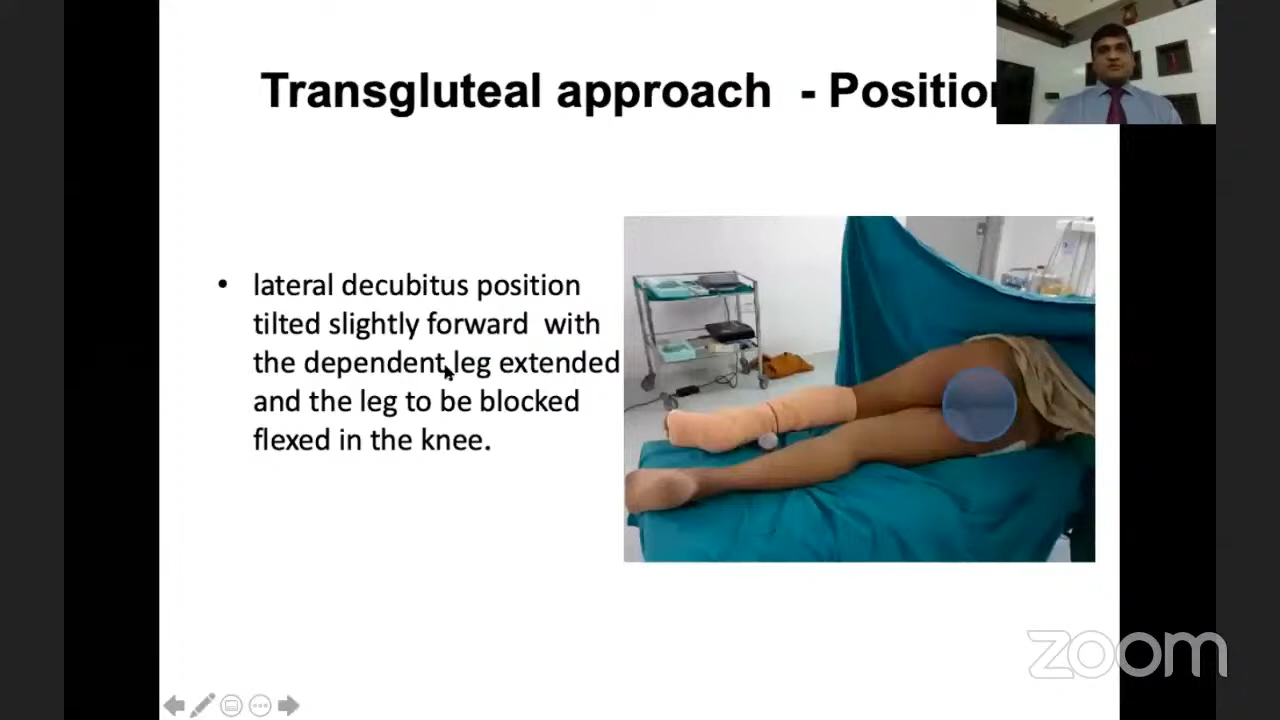 Transgluteal approach - Position
• lateral decubitus position
tilted slightly forward with
the dependent leg extended
and the leg to be blocked
flexed in the knee.
zoom